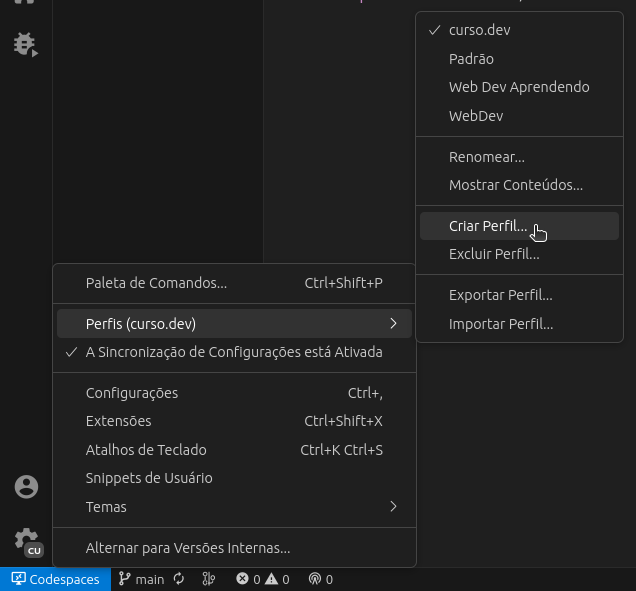 curso.dev
Padrão
Web Dev Aprendendo
WebDev
Renomear...
Mostrar Conteúdos...
Criar Perfil...
Excluir Perfil...
Exportar Perfil...
Importar Perfil...
Paleta de Comandos... Ctrl+Shift+P
Perfis (curso.dev)
A Sincronização de Configurações está Ativada
Configurações Ctrl+,
Extensões Ctrl+Shift+X
Atalhos de Teclado Ctrl+K Ctrl+S
Snippets de Usuário
Temas
Alternar para Versões Internas...
CU
Codespaces main 0 0 0